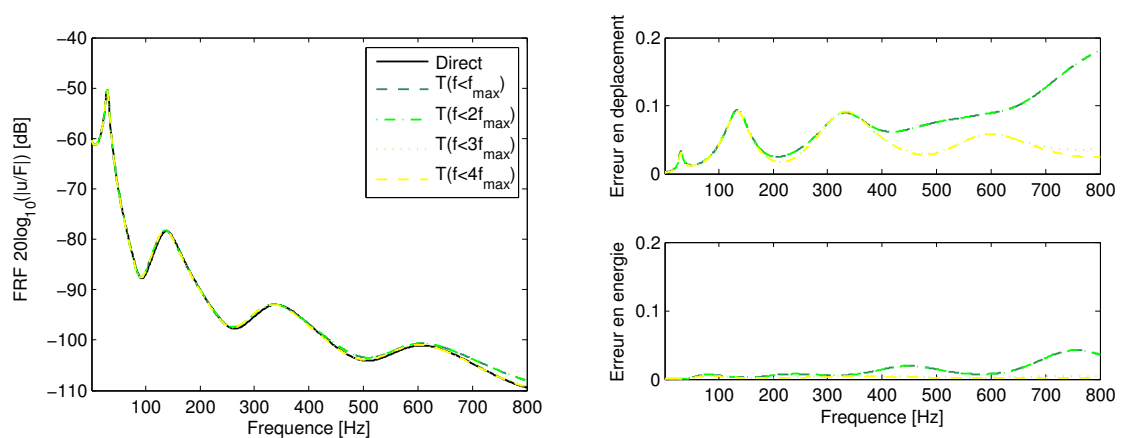 −40
−50
−60
−70
−80
−90
−100
−110
100 200 300 400 500 600 700 800
Frequence [Hz]
FRF 20log10(|u/F|) [dB]
Direct
T(f<fmax)
T(f<2fmax)
T(f<3fmax)
T(f<4fmax)
0.2
0.1
0
100 200 300 400 500 600 700 800
Erreur en deplacement
0.2
0.1
0
100 200 300 400 500 600 700 800
Erreur en energie
Frequence [Hz]